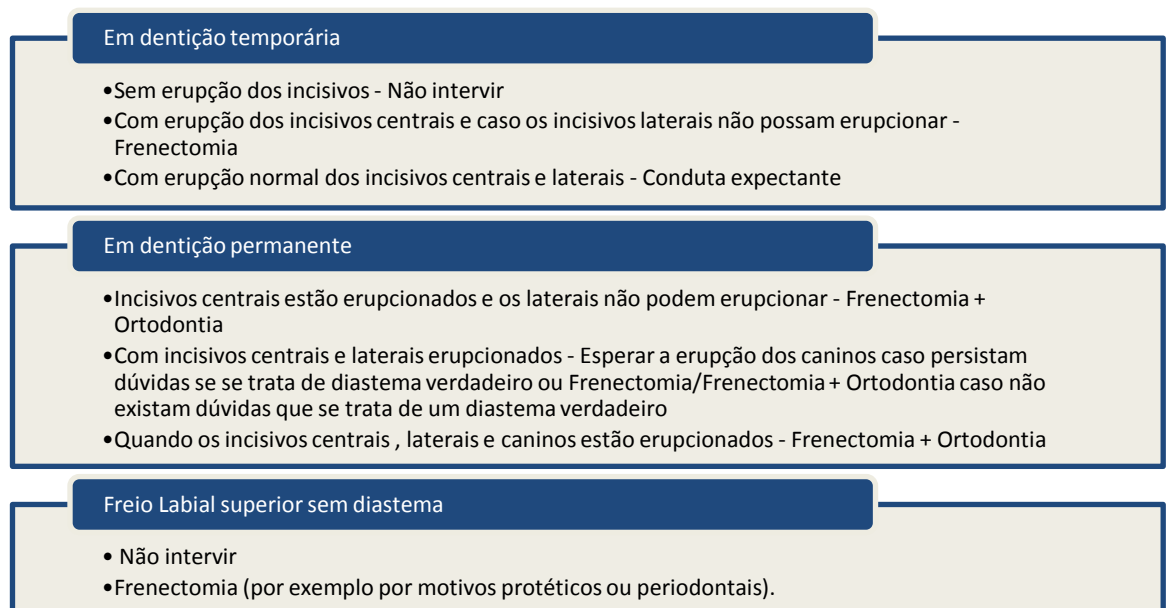 Em dentição temporária
•Sem erupção dos incisivos - Não intervir
•Com erupção dos incisivos centrais e caso os incisivos laterais não possam erupcionar -
Frenectomia
•Com erupção normal dos incisivos centrais e laterais - Conduta expectante
Em dentição permanente
•Incisivos centrais estão erupcionados e os laterais não podem erupcionar - Frenectomia +
Ortodontia
•Com incisivos centrais e laterais erupcionados - Esperar a erupção dos caninos caso persistam
dúvidas se se trata de diastema verdadeiro ou Frenectomia/Frenectomia + Ortodontia caso não
existam dúvidas que se trata de um diastema verdadeiro
•Quando os incisivos centrais , laterais e caninos estão erupcionados - Frenectomia + Ortodontia
Freio Labial superior sem diastema
• Não intervir
•Frenectomia (por exemplo por motivos protéticos ou periodontais).